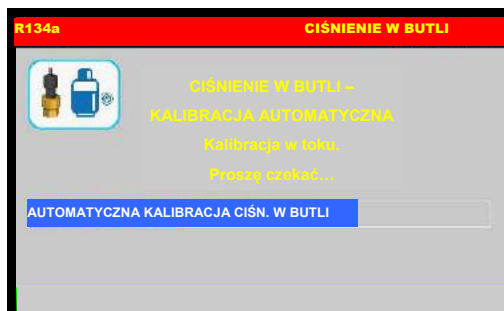 R134a CIŚNIENIE W BUTLI
CIŚNIENIE W BUTLI –
KALIBRACJA AUTOMATYCZNA
Kalibracja w toku.
Proszę czekać...
AUTOMATYCZNA KALIBRACJA CIŚN. W BUTLI